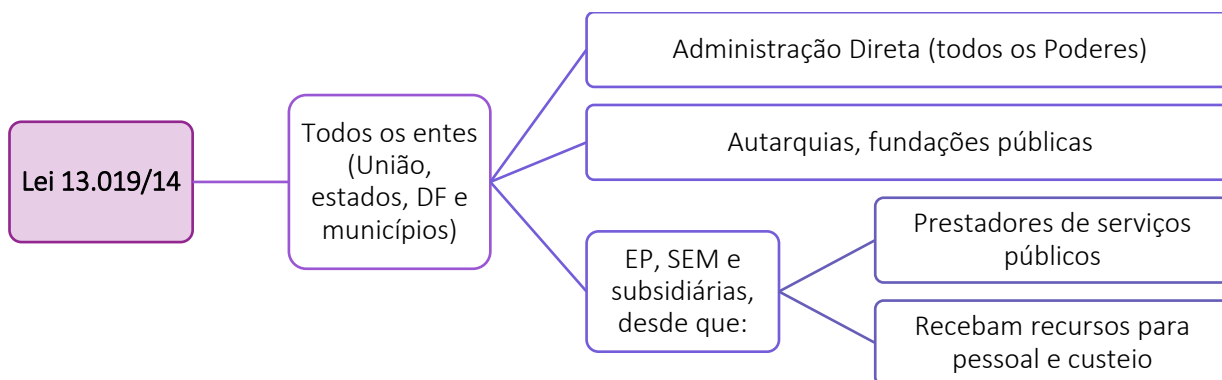 Lei 13.019/14
Todos os entes
(União,
estados, DF e
municípios)
Administração Direta (todos os Poderes)
Autarquias, fundações públicas
EP, SEM e
subsidiárias,
desde que:
Prestadores de serviços
públicos
Recebam recursos para
pessoal e custeio